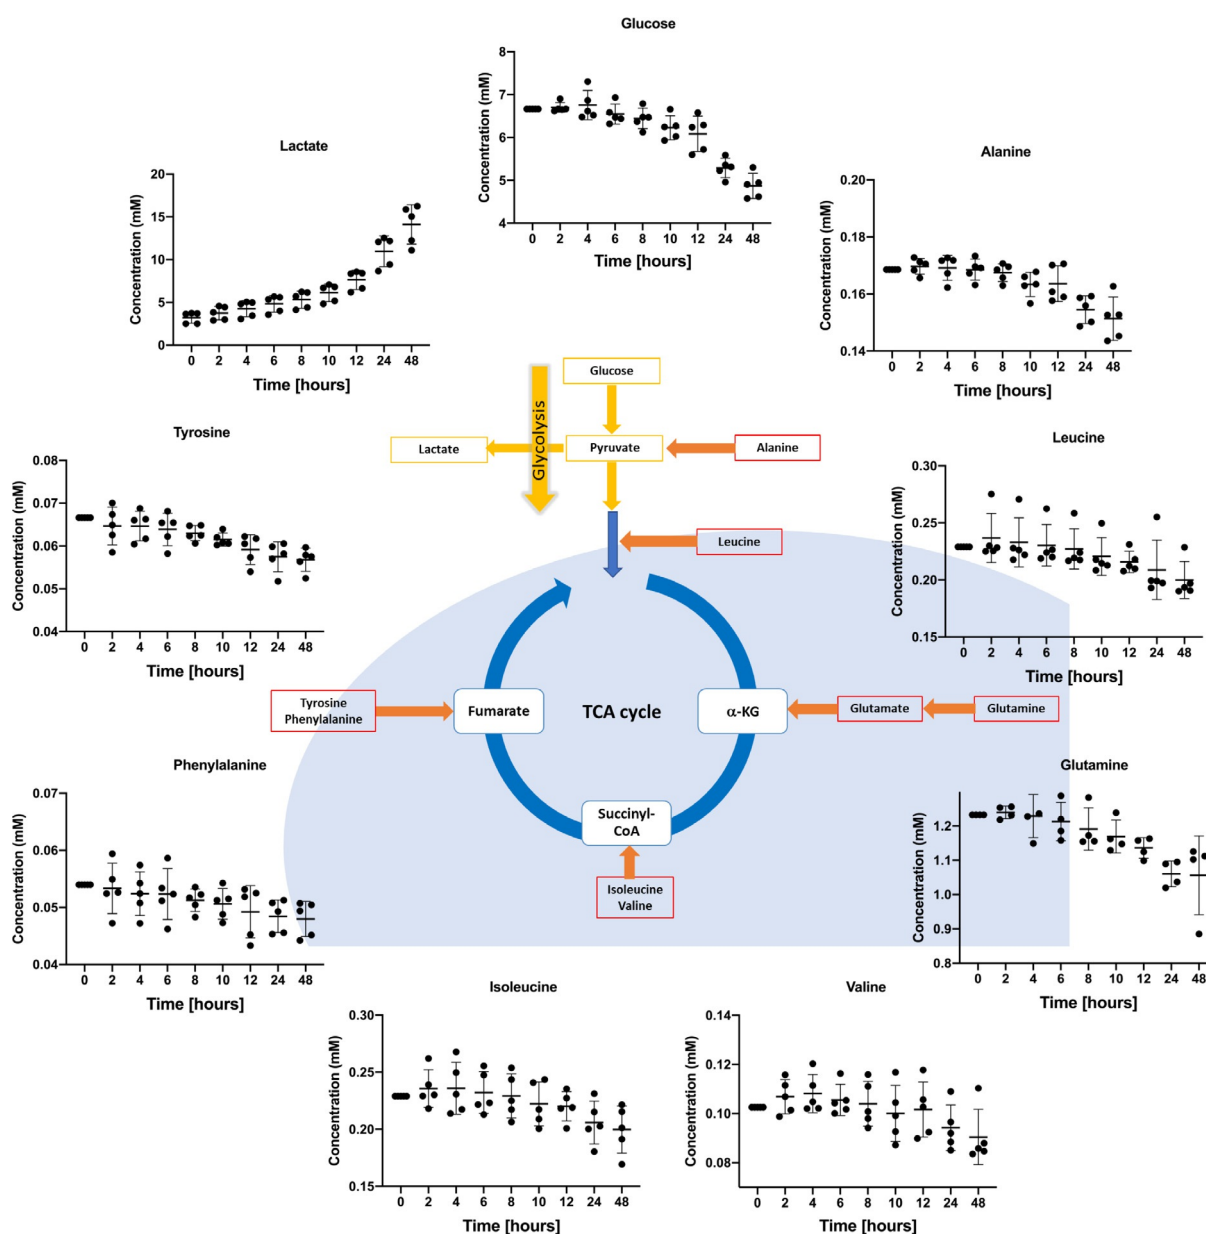 Glucose
Concentration (mM)
8
7
6
5
4
0 2 4 6 8 10 12 24 48
Time [hours]
Lactate
Concentration (mM)
20
15
10
5
0
0 2 4 6 8 10 12 24 48
Time [hours]
Alanine
Concentration (mM)
0.20
0.18
0.16
0.14
0 2 4 6 8 10 12 24 48
Time [hours]
Glycolysis
Glucose
Lactate
Pyruvate
Alanine
Leucine
Tyrosine
Concentration (mM)
0.08
0.07
0.06
0.05
0.04
0 2 4 6 8 10 12 24 48
Time [hours]
Leucine
Concentration (mM)
0.30
0.25
0.20
0.15
0 2 4 6 8 10 12 24 48
Time [hours]
Tyrosine
Phenylalanine
Fumarate
TCA cycle
α-KG
Glutamate
Glutamine
Succinyl-
CoA
Isoleucine
Valine
Phenylalanine
Concentration (mM)
0.07
0.06
0.05
0.04
0 2 4 6 8 10 12 24 48
Time [hours]
Glutamine
Concentration (mM)
1.2
1.1
1.0
0.9
0.8
0 2 4 6 8 10 12 24 48
Time [hours]
Isoleucine
Concentration (mM)
0.30
0.25
0.20
0.15
0 2 4 6 8 10 12 24 48
Time [hours]
Valine
Concentration (mM)
0.14
0.12
0.10
0.08
0 2 4 6 8 10 12 24 48
Time [hours]